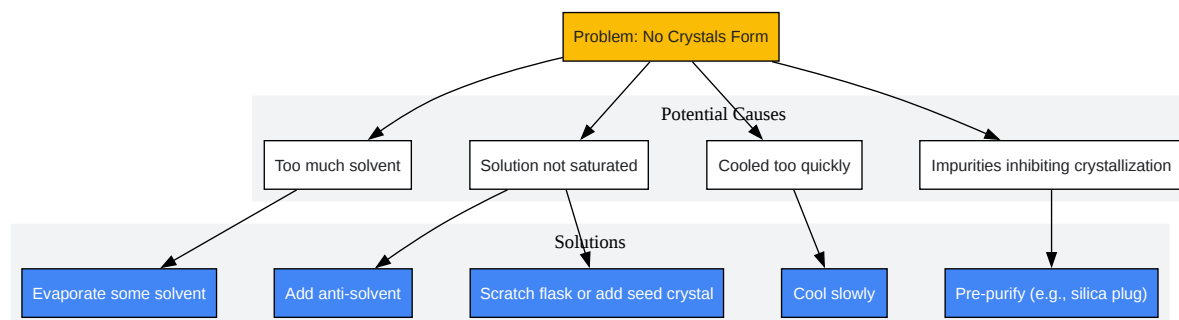 Problem: No Crystals Form
Potential Causes
Too much solvent
Solution not saturated
Cooled too quickly
Impurities inhibiting crystallization
Solutions
Evaporate some solvent
Add anti-solvent
Scratch flask or add seed crystal
Cool slowly
Pre-purify (e.g., silica plug)